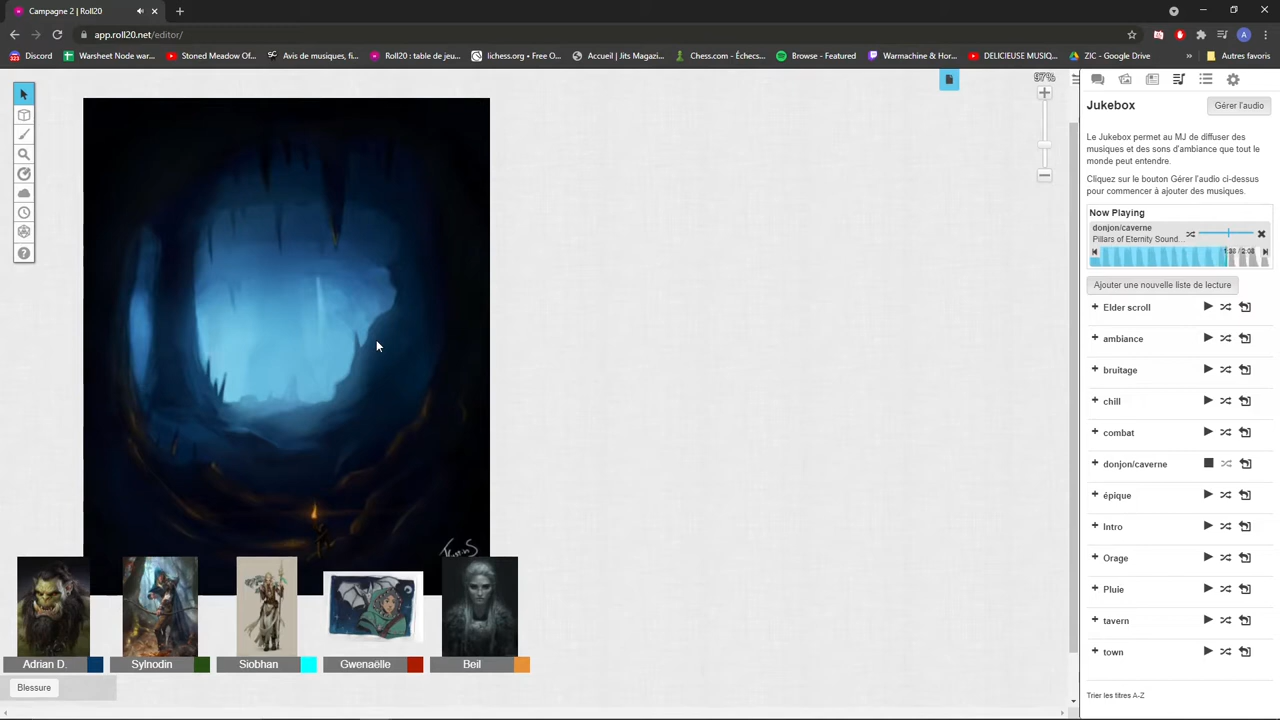 Campagne 2 | Roll20
app.roll20.net/editor/
Discord
Warsheet Node war...
Stoned Meadow Of...
Avis de musiques, fi...
Roll20 : table de jeu...
lichess.org • Free O...
Accueil | Jits Magazi...
Chess.com - Échecs...
Browse - Featured
Warmachine & Hor...
DELICIEUSE MUSIQ...
ZIC - Google Drive
Autres favoris
97%
Jukebox
Gérer l'audio
Le Jukebox permet au MJ de diffuser des
musiques et des sons d'ambiance que tout le
monde peut entendre.
Cliquez sur le bouton Gérer l'audio ci-dessus
pour commencer à ajouter des musiques.
Now Playing
donjon/caverne
Pillars of Eternity Sound...
Ajouter une nouvelle liste de lecture
Elder scroll
ambiance
bruitage
chill
combat
donjon/caverne
épique
Intro
Orage
Pluie
tavern
town
Trier les titres A-Z
Adrian D.
Sylnodin
Siobhan
Gwenaëlle
Beil
Blessure